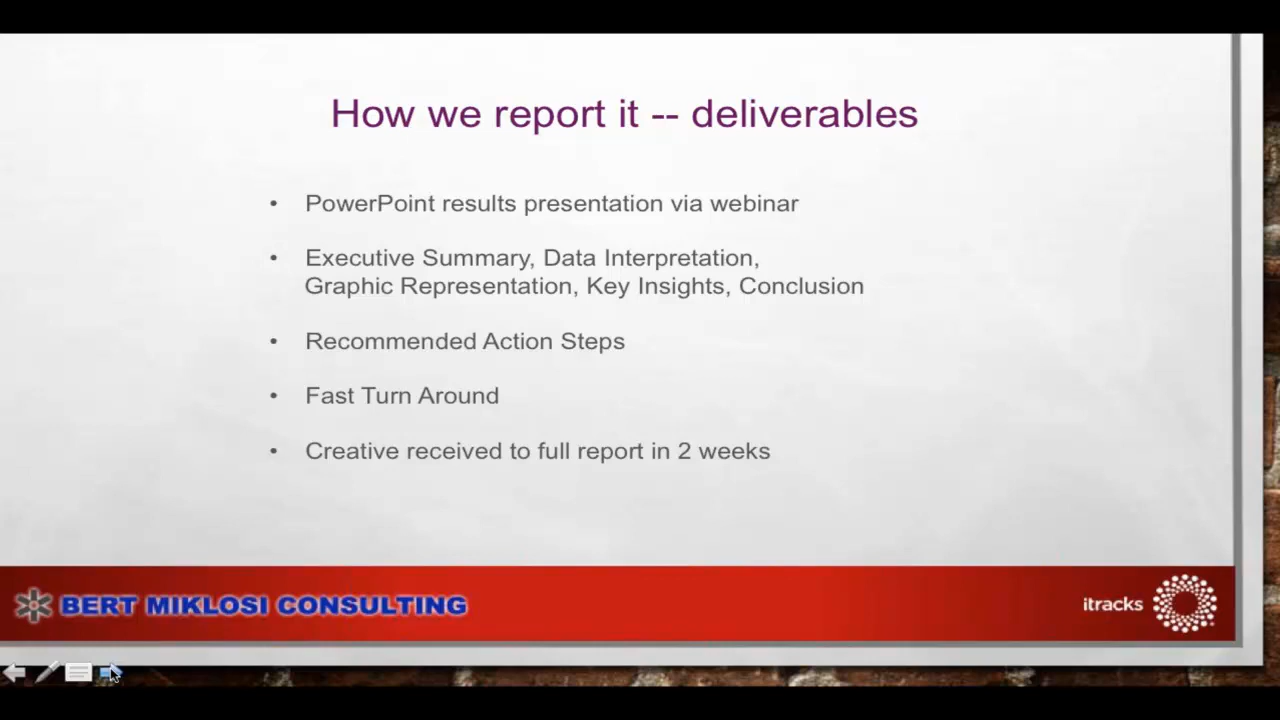 How we report it -- deliverables
• PowerPoint results presentation via webinar
• Executive Summary, Data Interpretation,
Graphic Representation, Key Insights, Conclusion
• Recommended Action Steps
• Fast Turn Around
• Creative received to full report in 2 weeks
BERT MIKLOSI CONSULTING
itracks